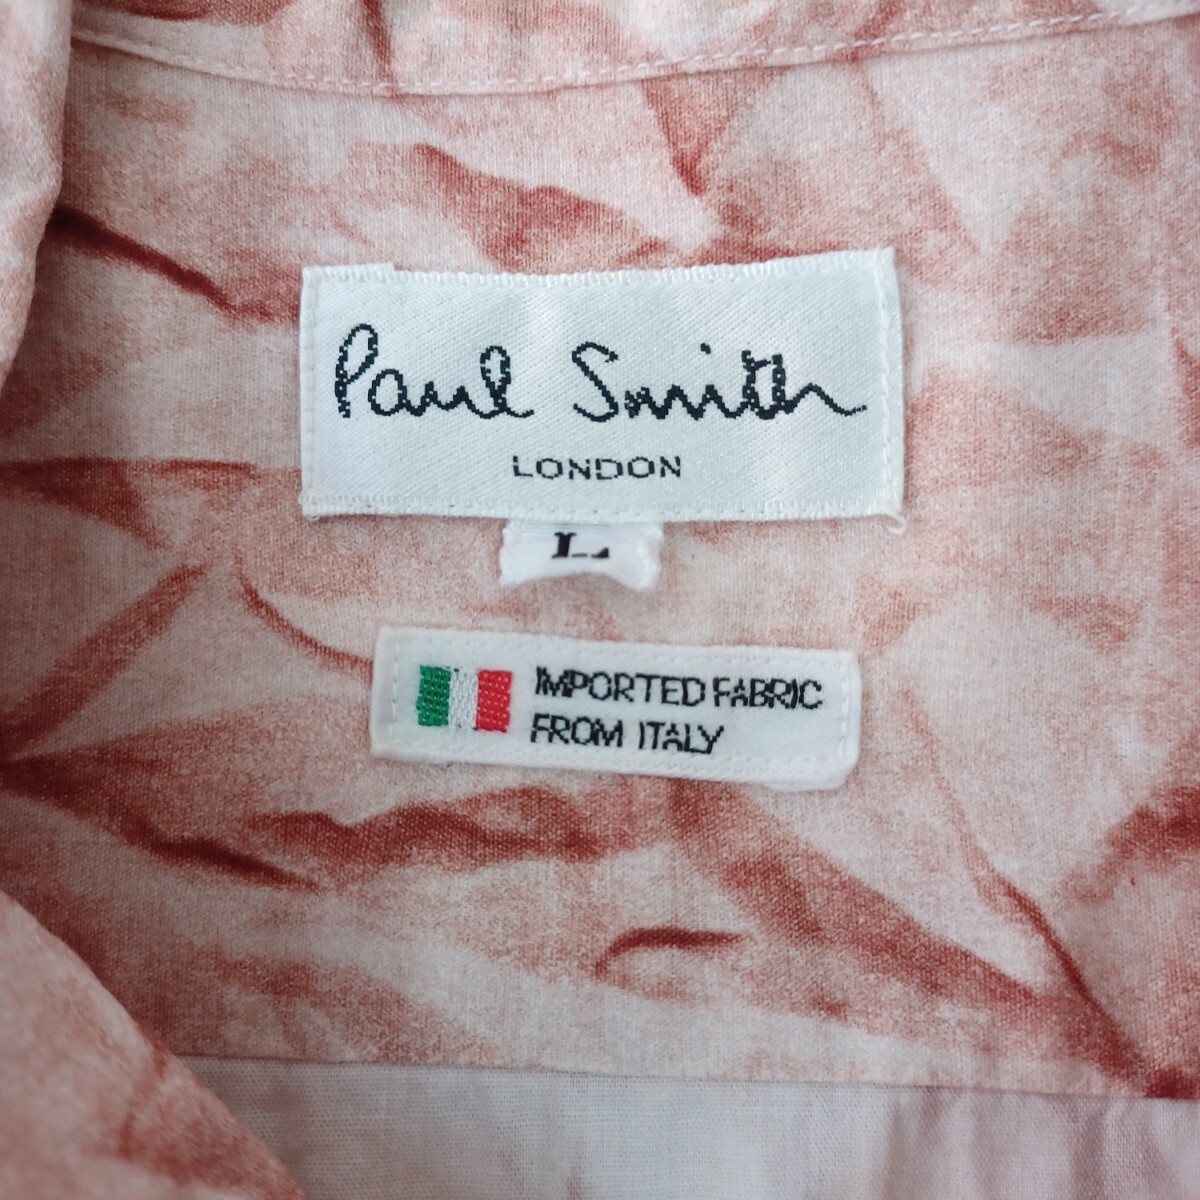 Paul Smith
LONDON
L
IMPORTED FABRIC
FROM ITALY